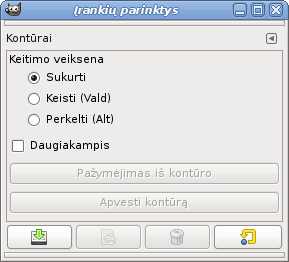 Įrankių parinktys
Kontūrai
Keitimo veiksena
Sukurti
Keisti (Vald)
Perkelti (Alt)
Daugiakampis
Pažymėjimas iš kontūro
Apvesti kontūrą